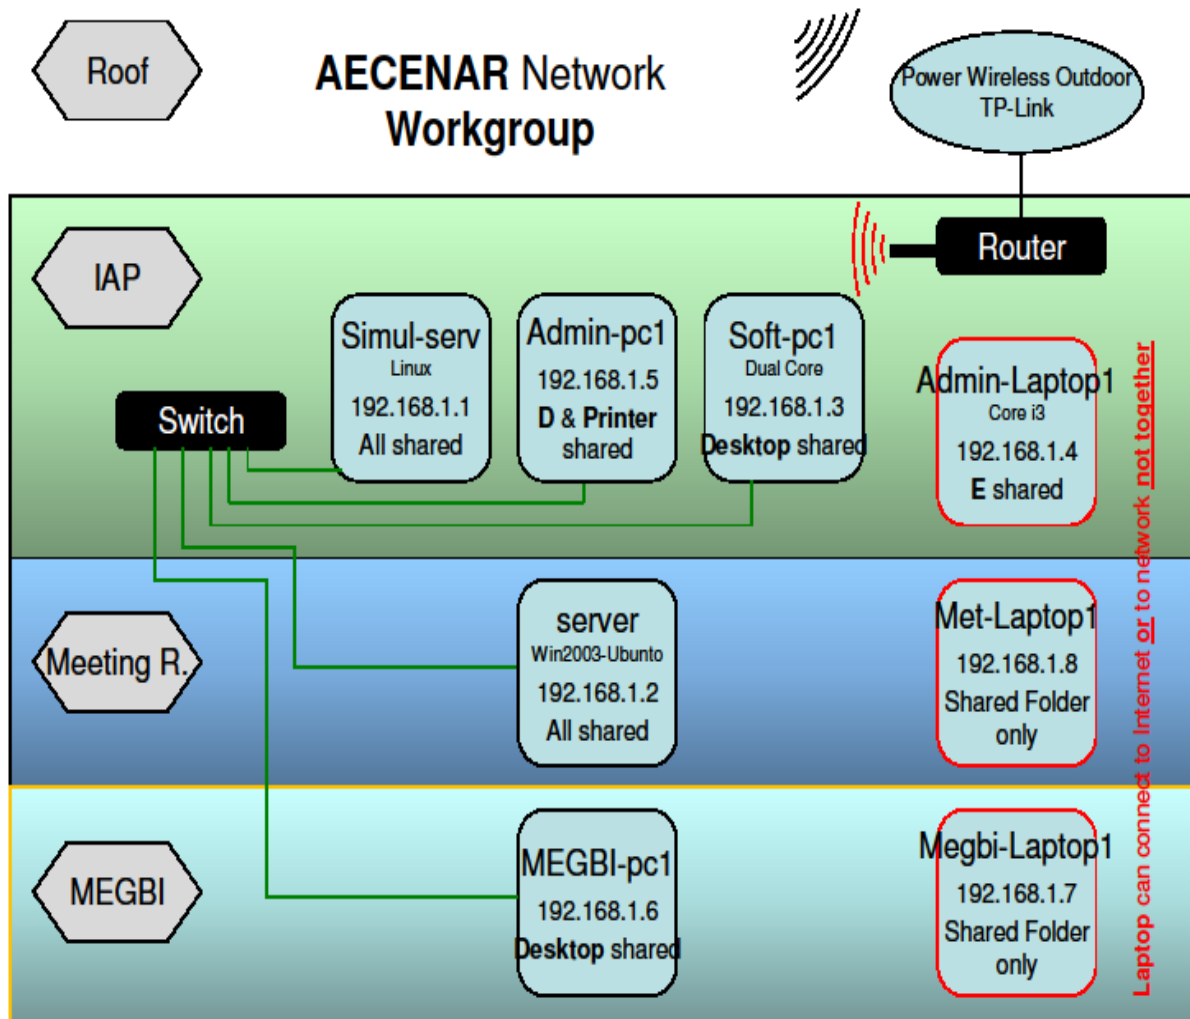 Roof
AECENAR Network
Workgroup
Power Wireless Outdoor
TP-Link
IAP
Router
Switch
Simul-serv
Linux
192.168.1.1
All shared
Admin-pc1
192.168.1.5
D & Printer
shared
Soft-pc1
Dual Core
192.168.1.3
Desktop shared
Admin-Laptop1
Core i3
192.168.1.4
E shared
Meeting R.
server
Win2003-Ubunto
192.168.1.2
All shared
Met-Laptop1
192.168.1.8
Shared Folder
only
MEGBI
MEGBI-pc1
192.168.1.6
Desktop shared
Megbi-Laptop1
192.168.1.7
Shared Folder
only
Laptop can connect to Internet or to network not together